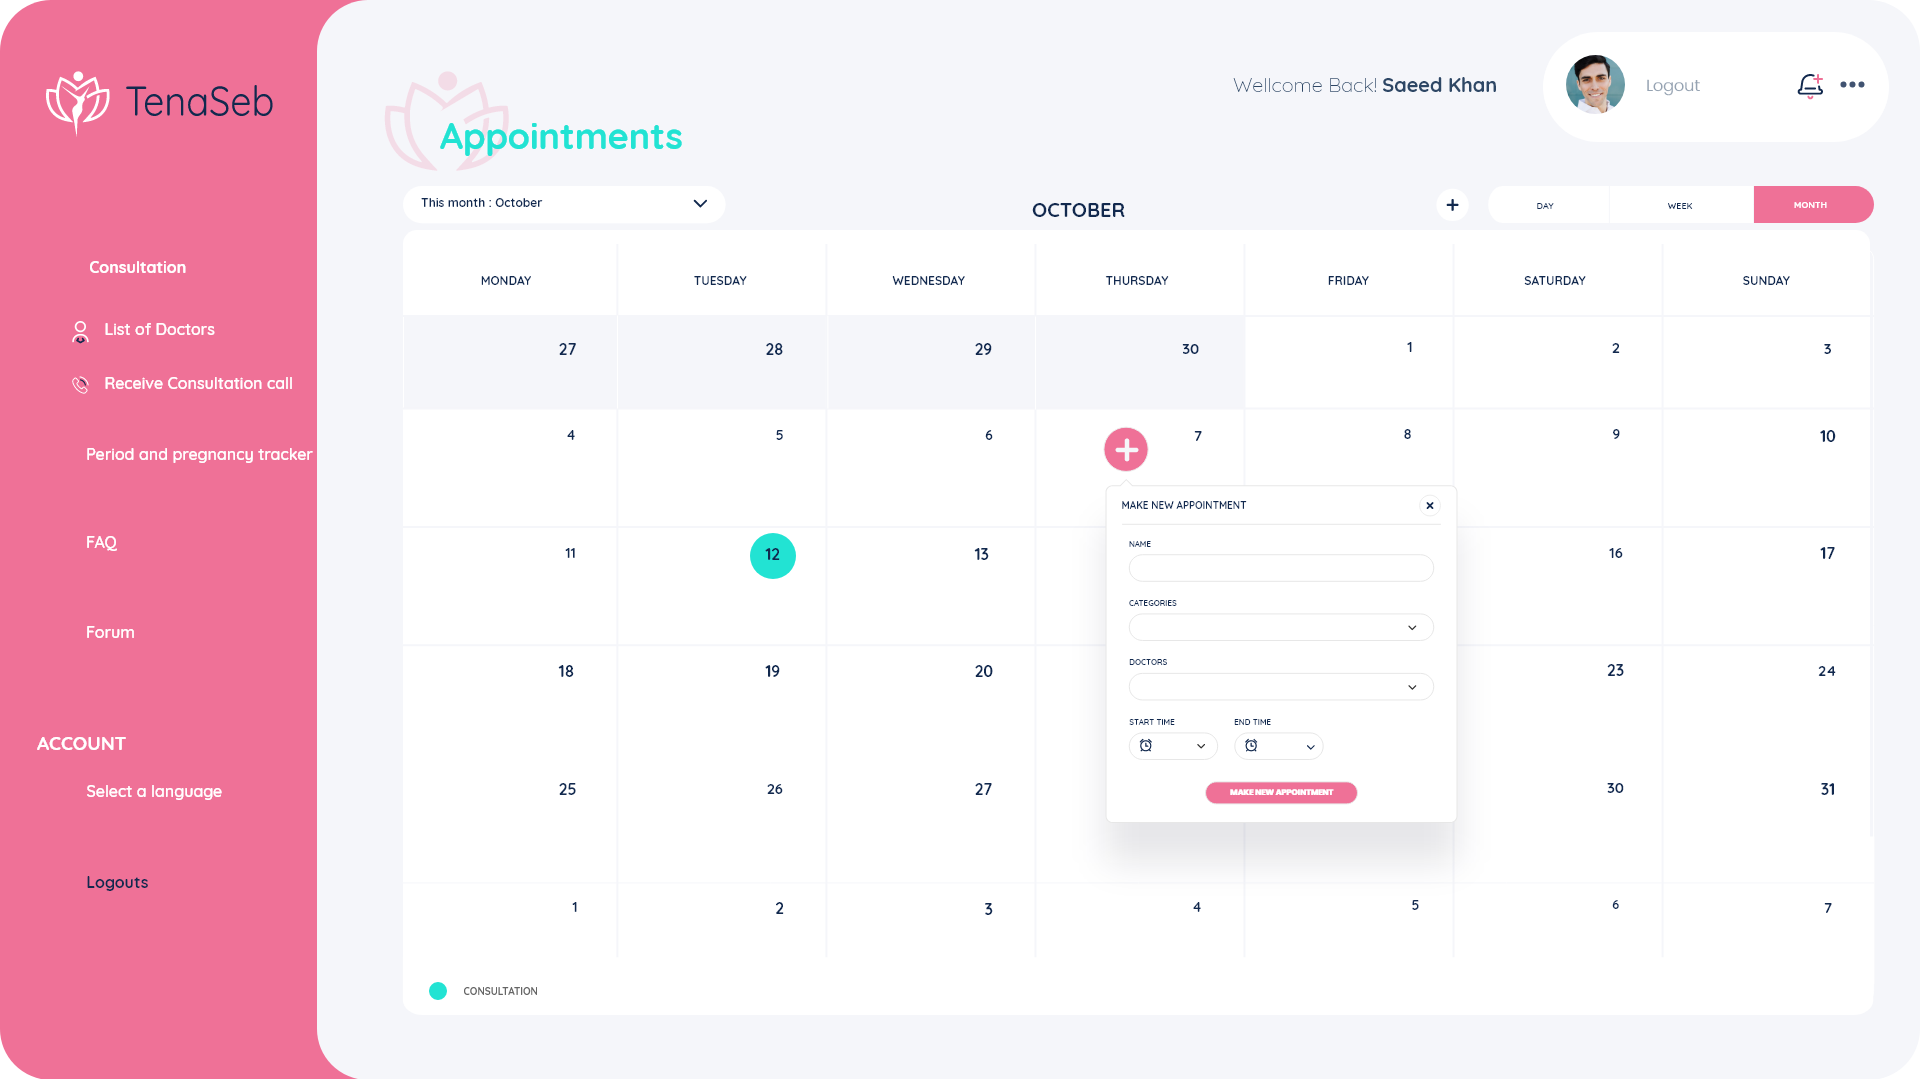 TenaSeb
Consultation
List of Doctors
Receive Consultation call
Period and pregnancy tracker
FAQ
Forum
ACCOUNT
Select a language
Logouts
Wellcome Back! Saeed Khan
Logout
Appointments
This month : October
OCTOBER
DAY WEEK MONTH
MONDAY TUESDAY WEDNESDAY THURSDAY FRIDAY SATURDAY SUNDAY
27 28 29 30 1 2 3
4 5 6 7 8 9 10
11 12 13 16 17
18 19 20 23 24
25 26 27 30 31
1 2 3 4 5 6 7
MAKE NEW APPOINTMENT
NAME
CATEGORIES
DOCTORS
START TIME END TIME
MAKE NEW APPOINTMENT
CONSULTATION